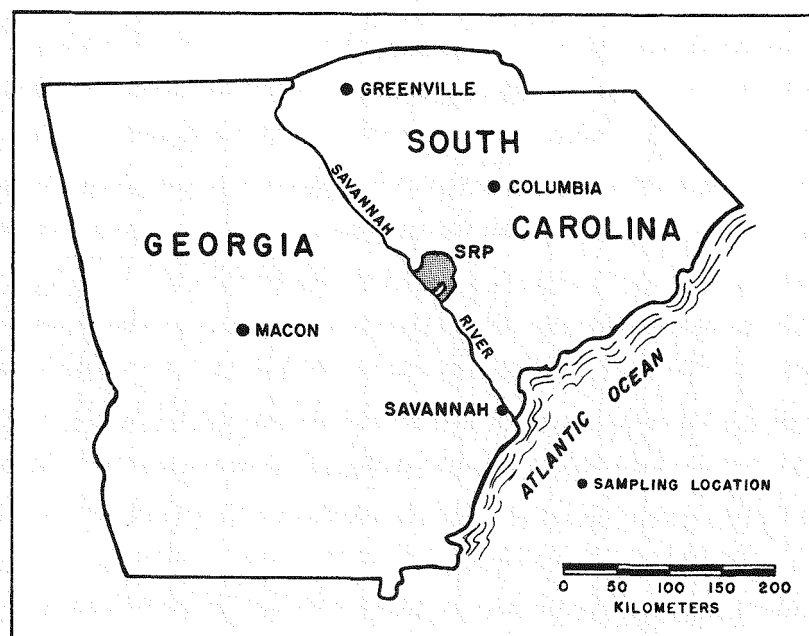 GREENVILLE
SOUTH
CAROLINA
COLUMBIA
SAVANNAH
RIVER
GEORGIA
SRP
MACON
SAVANNAH
ATLANTIC OCEAN
SAMPLING LOCATION
0 50 100 150 200
KILOMETERS